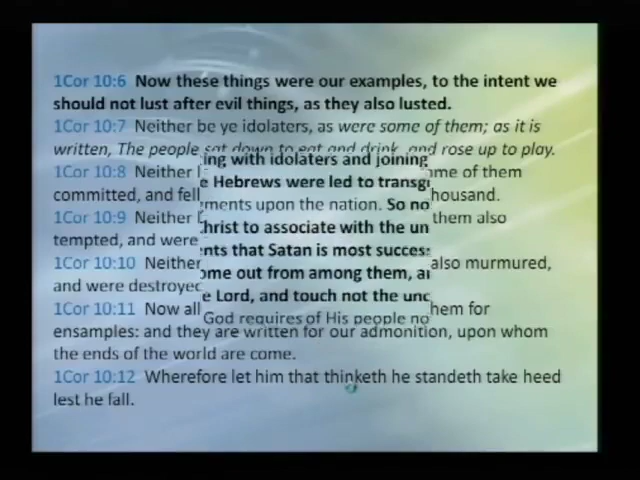 1Cor 10:6 Now these things were our examples, to the intent we
should not lust after evil things, as they also lusted.
1Cor 10:7 Neither be ye idolaters, as were some of them; as it is
written, The people sat down to eat and drink, and rose up to play.
ing with idolaters and joining
1Cor 10:8 Neither of them
e Hebrews were led to
committed, and fell housand.
ments upon the nation. So no
1Cor 10:9 Neither them also
hrist to associate with the un
tempted, and were
nts that Satan is most
1Cor 10:10 Neither also murmured,
ome out from among them,
and were
e Lord, and touch not the
1Cor 10:11 Now all hem for
God requires of His people no
ensamples: and they are written for our admonition, upon whom
the ends of the world are come.
1Cor 10:12 Wherefore let him that thinketh he standeth take heed
lest he fall.